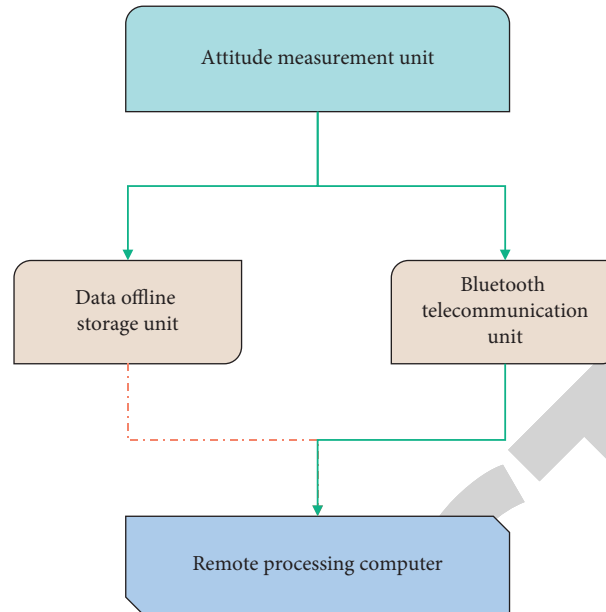 Attitude measurement unit
Data offline
storage unit
Bluetooth
telecommunication
unit
Remote processing computer